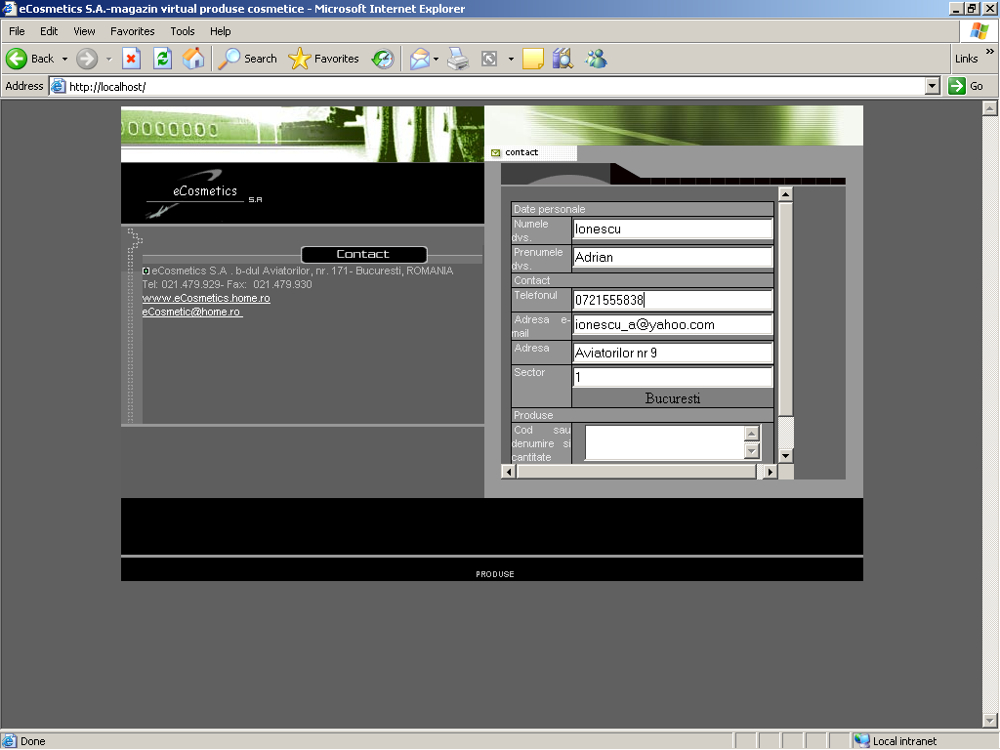 eCosmetics S.A.-magazin virtual produse cosmetice - Microsoft Internet Explorer
File Edit View Favorites Tools Help
Back Search Favorites Links
Address http://localhost/ Go
contact
eCosmetics
S.A
Contact
eCosmetics S.A . b-dul Aviatorilor, nr. 171- Bucuresti, ROMANIA
Tel: 021.479.929- Fax: 021.479.930
www.eCosmetics.home.ro
eCosmetic@home.ro
Date personale
Numele dvs. Ionescu
Prenumele dvs. Adrian
Contact
Telefonul 0721555838
Adresa e-mail ionescu_a@yahoo.com
Adresa Aviatorilor nr 9
Sector 1
Bucuresti
Produse
Cod sau
denumire si
cantitate
PRODUSE
Done Local intranet